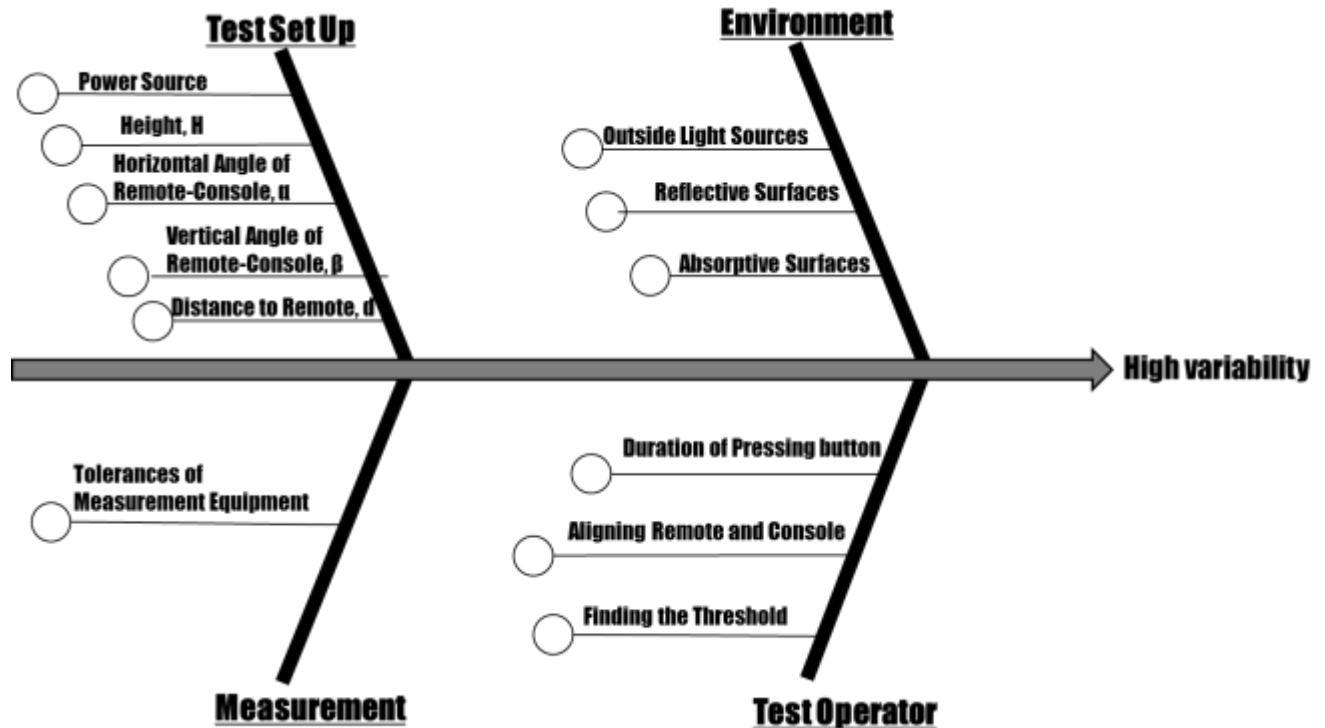 Test Set Up
Power Source
Height, H
Horizontal Angle of
Remote-Console, α
Vertical Angle of
Remote-Console, β
Distance to Remote, d
Environment
Outside Light Sources
Reflective Surfaces
Absorptive Surfaces
High variability
Tolerances of
Measurement Equipment
Measurement
Duration of Pressing button
Aligning Remote and Console
Finding the Threshold
Test Operator